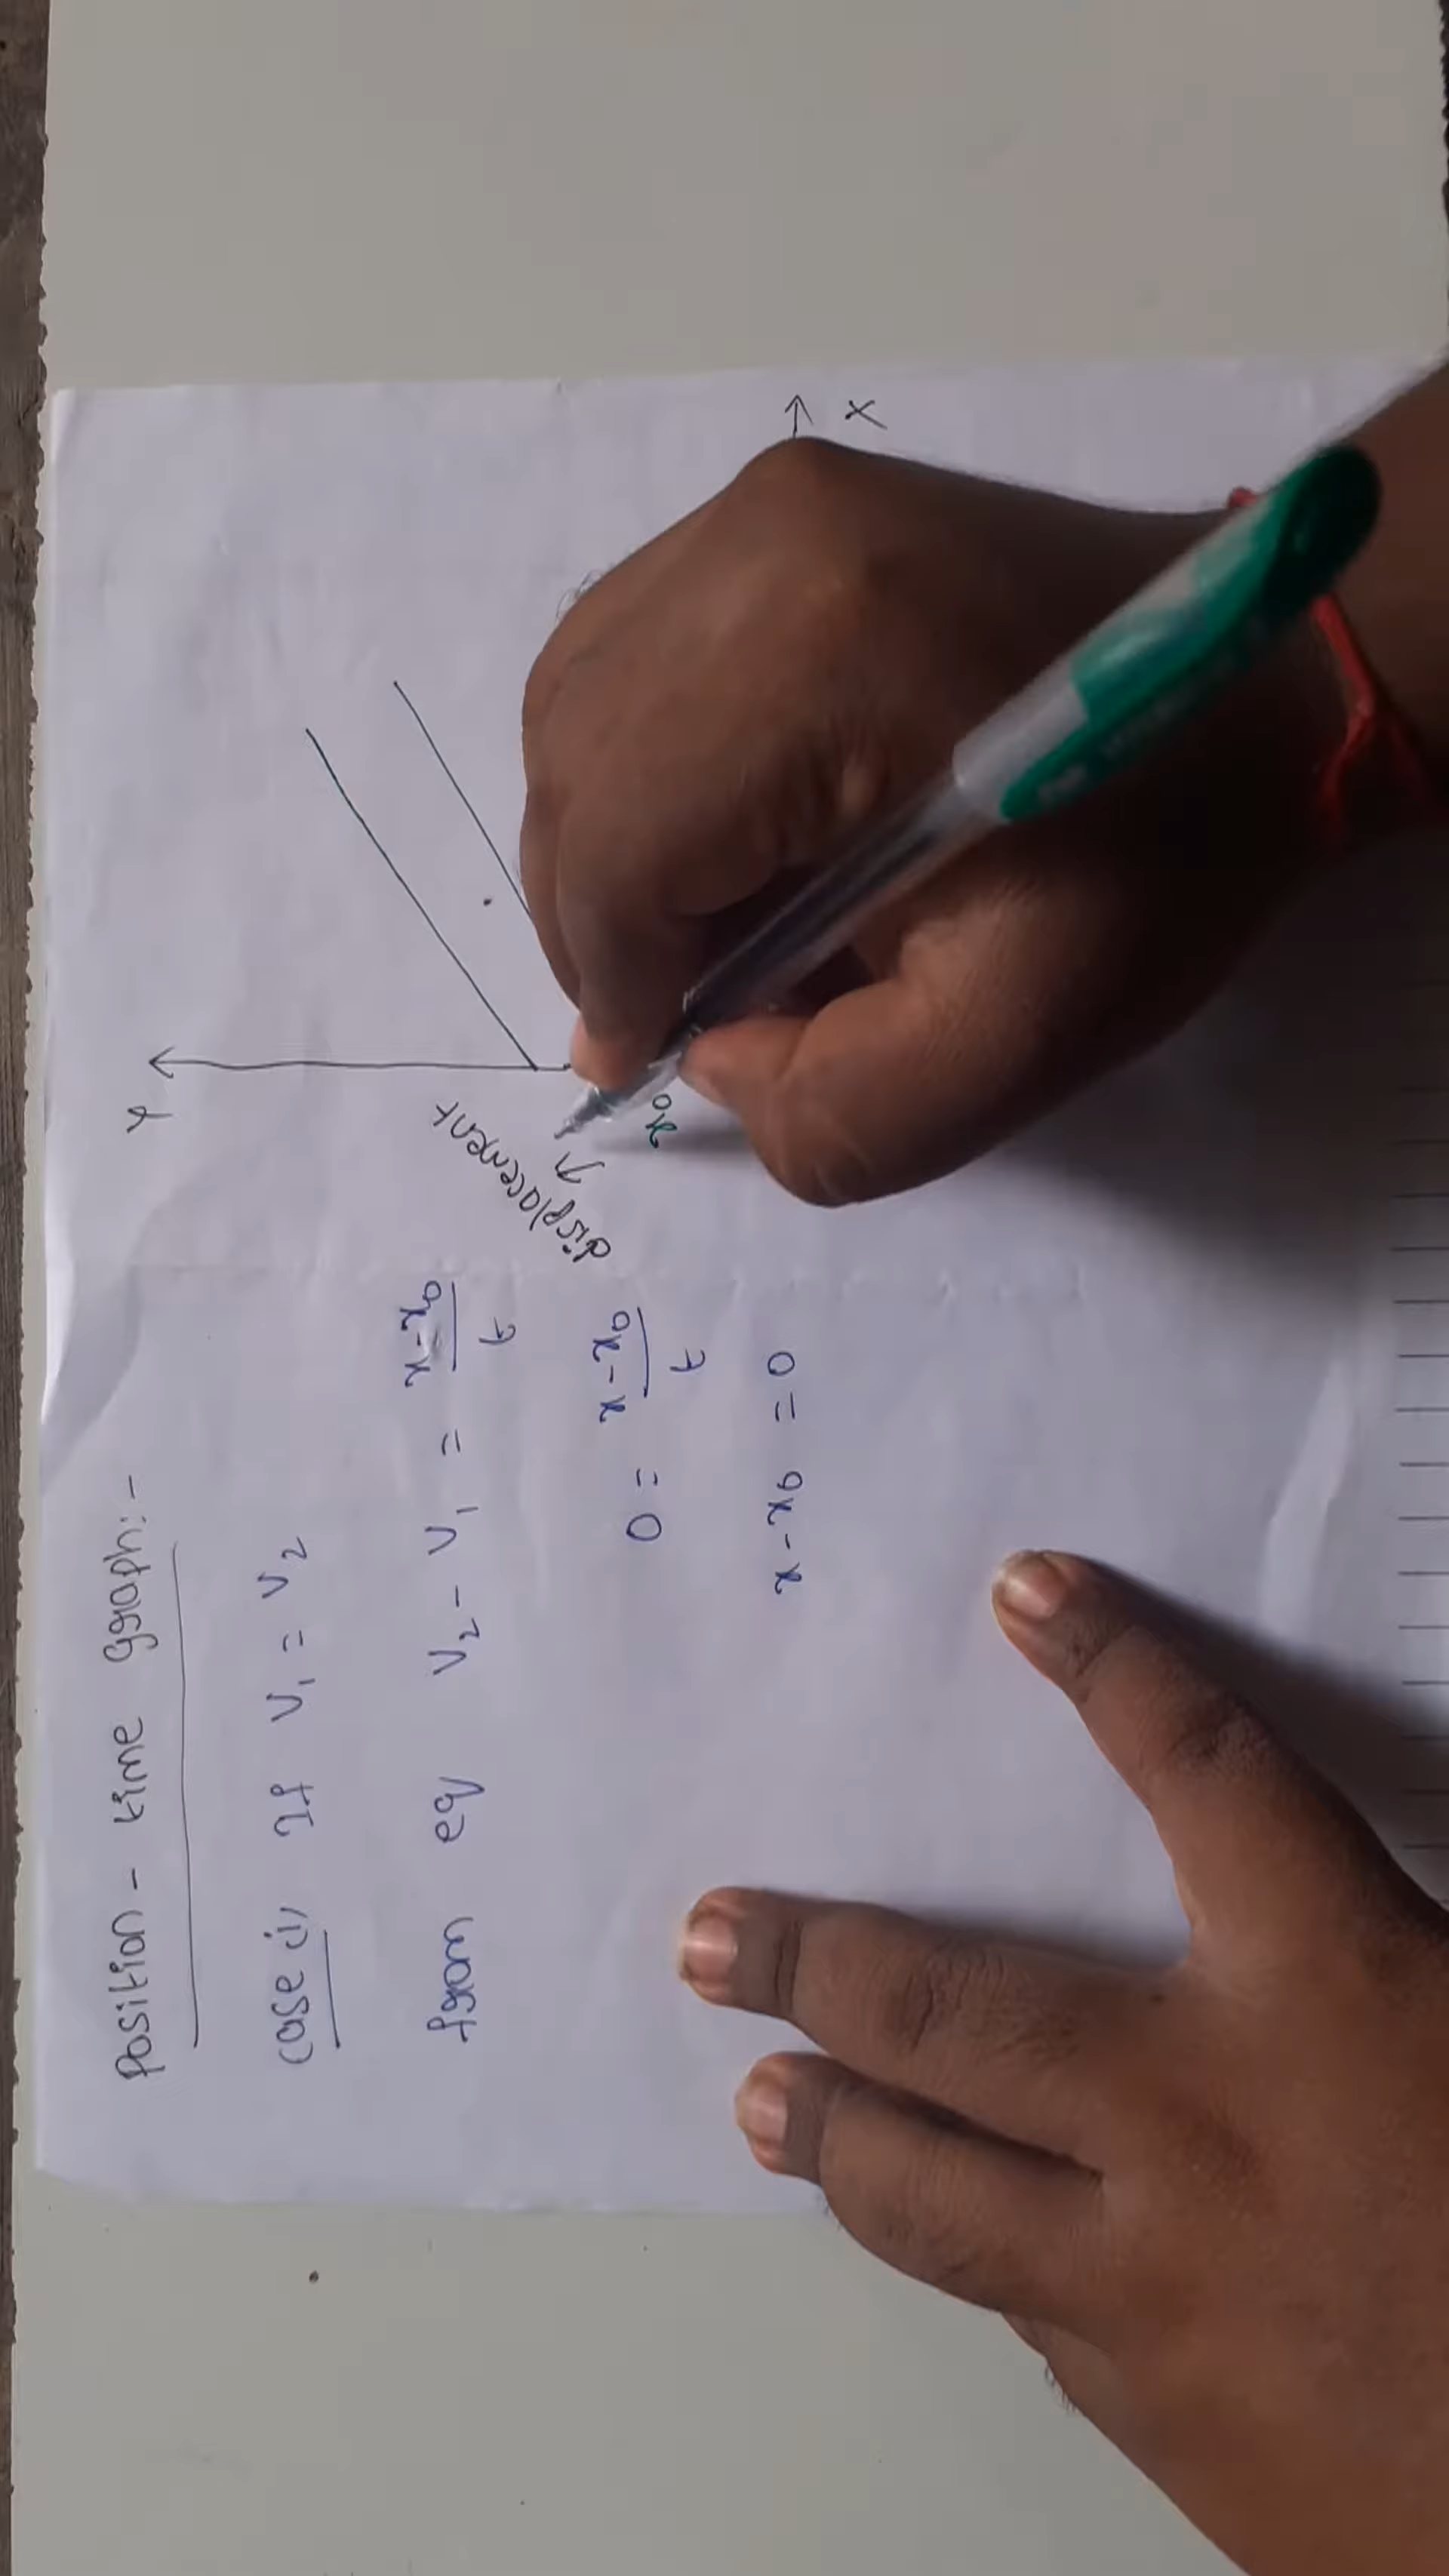 Position - time graph:-
case (i) If V₁ = V₂
from eq V₂ - V₁ = x-x₀/t
0 = x-x₀/t
x - x₀ = 0
Y
displacement
x₀
X